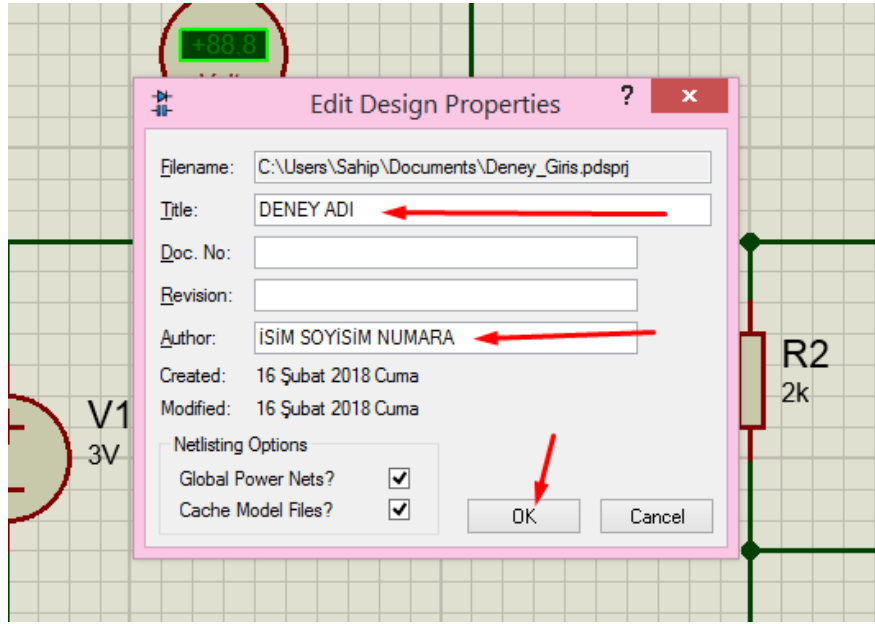 +88.8
Edit Design Properties ? x
Filename: C:\Users\Sahip\Documents\Deney_Giris.pdsprj
Title: DENEY ADI
Doc. No:
Revision:
Author: İSİM SOYİSİM NUMARA
Created: 16 Şubat 2018 Cuma
Modified: 16 Şubat 2018 Cuma
Netlisting Options
Global Power Nets?
Cache Model Files?
OK Cancel
V1
3V
R2
2k